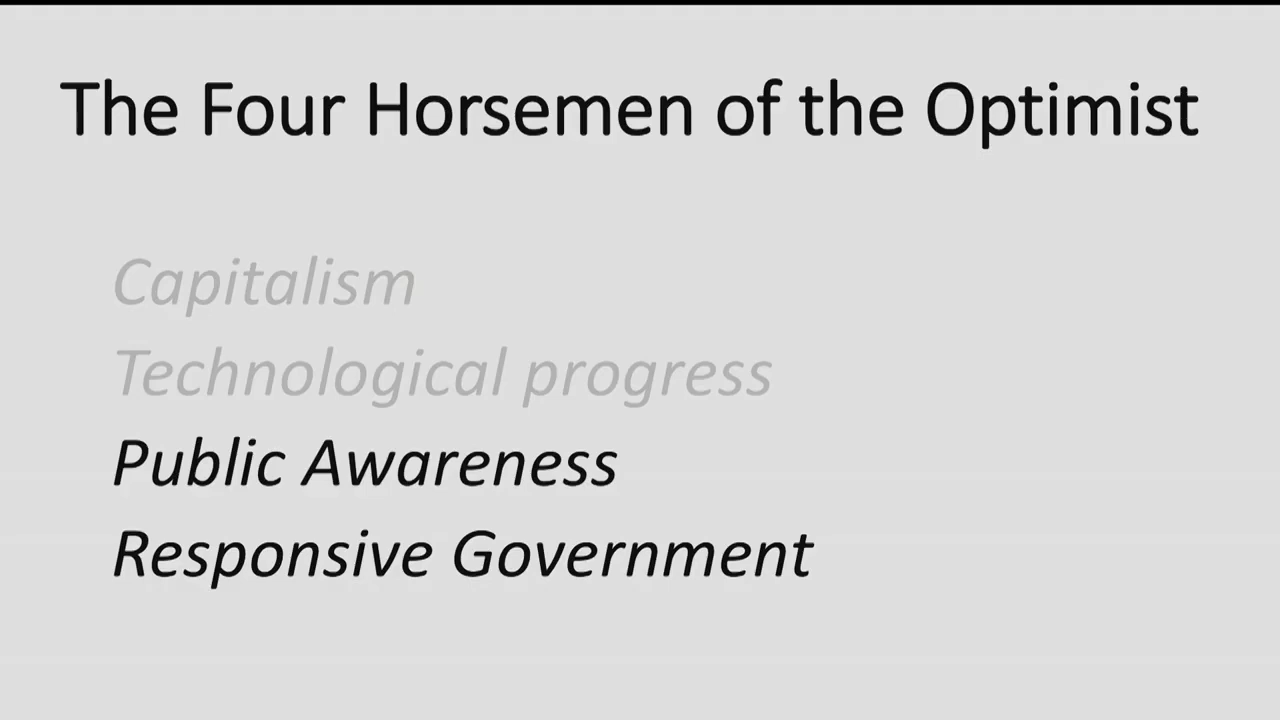 The Four Horsemen of the Optimist
Capitalism
Technological progress
Public Awareness
Responsive Government